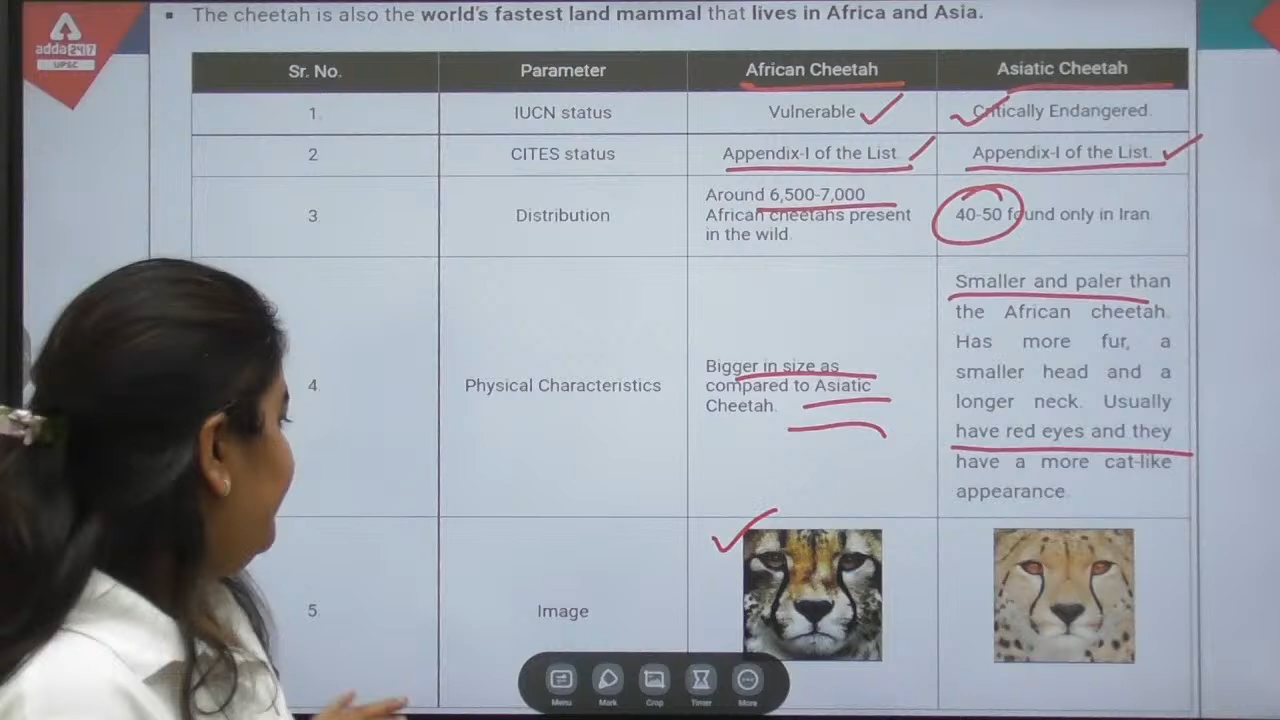 adda 24|7
UPSC
▪ The cheetah is also the world's fastest land mammal that lives in Africa and Asia.
Sr. No. Parameter African Cheetah Asiatic Cheetah
1 IUCN status Vulnerable Critically Endangered.
2 CITES status Appendix-I of the List Appendix-I of the List.
3 Distribution
Around 6,500-7,000
African cheetahs present
in the wild.
40-50 found only in Iran
4 Physical Characteristics
Bigger in size as
compared to Asiatic
Cheetah.
Smaller and paler than
the African cheetah.
Has more fur, a
smaller head and a
longer neck. Usually
have red eyes and they
have a more cat-like
appearance.
5 Image
Menu Mark Crop Timer More